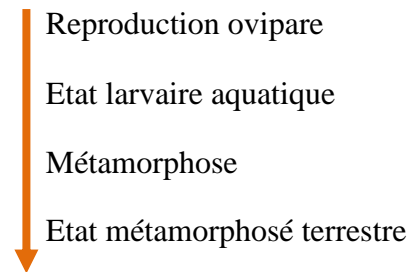 Reproduction ovipare
Etat larvaire aquatique
Métamorphose
Etat métamorphosé terrestre